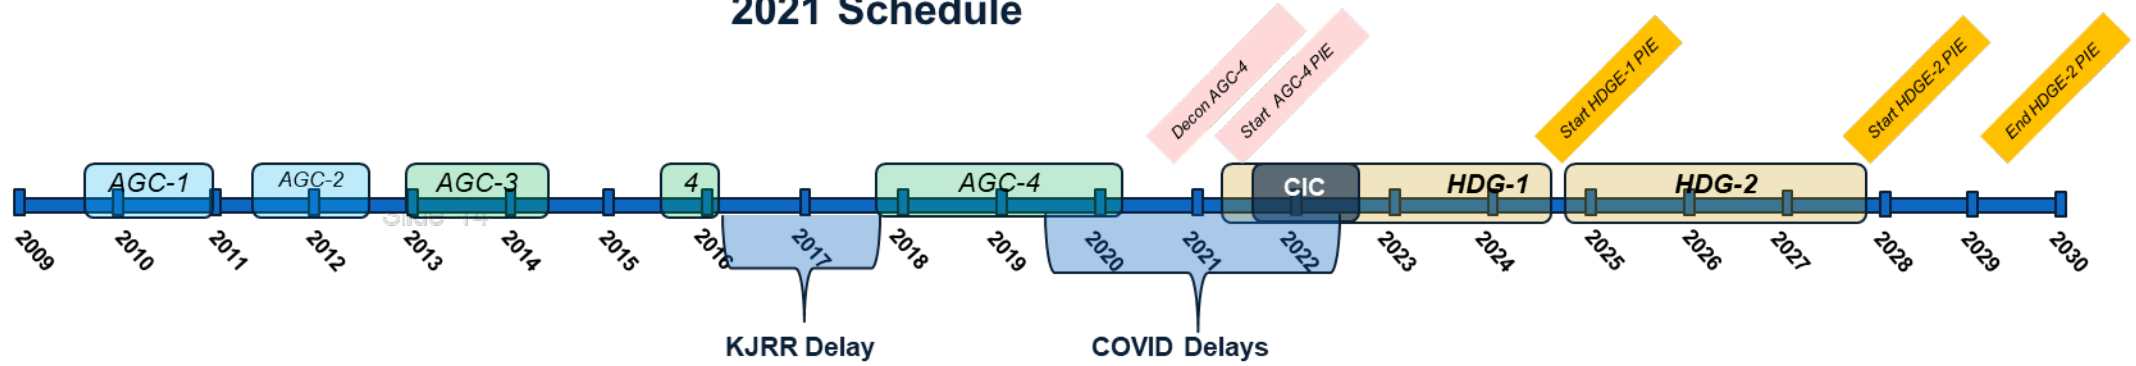 2021 Schedule
Decon AGC-4
Start AGC-4 PIE
Start HDGE-1 PIE
Start HDGE-2 PIE
End HDGE-2 PIE
AGC-1
AGC-2
AGC-3
4
AGC-4
CIC
HDG-1
HDG-2
Slide 14
2009
2010
2011
2012
2013
2014
2015
2016
2017
2018
2019
2020
2021
2022
2023
2024
2025
2026
2027
2028
2029
2030
KJRR Delay
COVID Delays